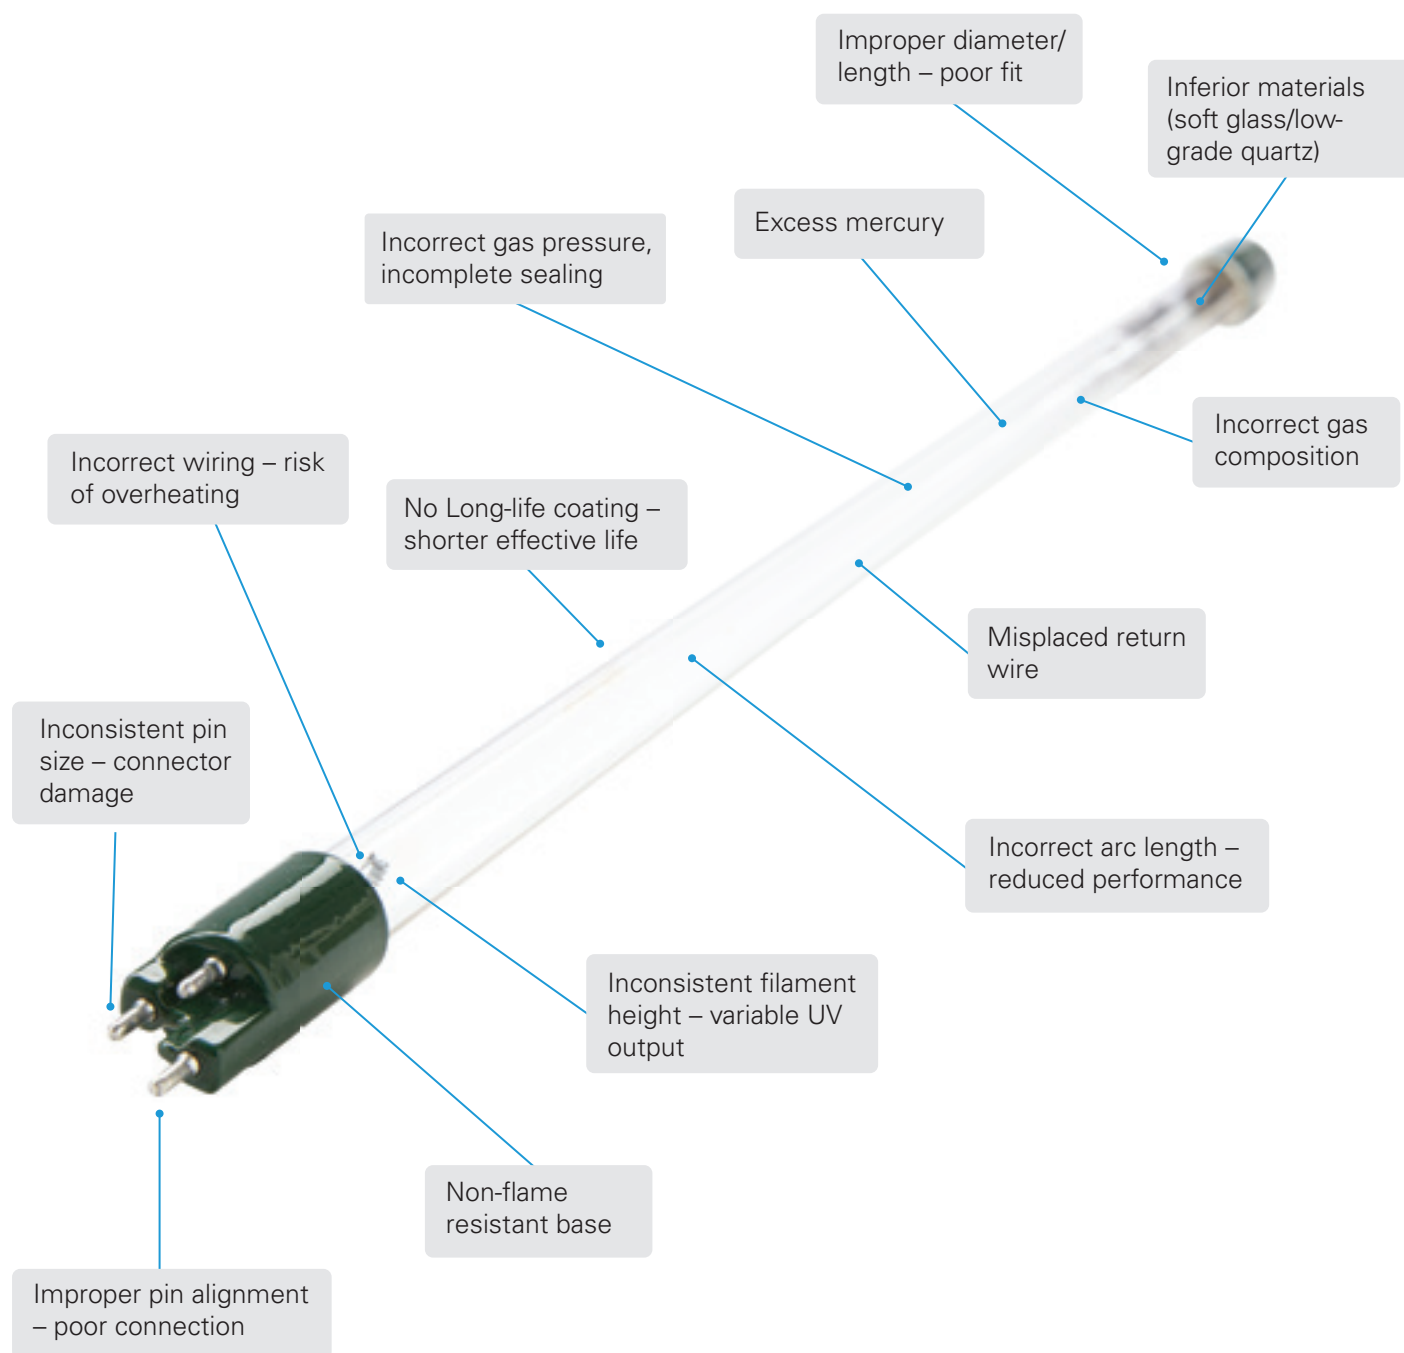 Improper diameter/
length – poor fit
Inferior materials
(soft glass/low-
grade quartz)
Excess mercury
Incorrect gas pressure,
incomplete sealing
Incorrect gas
composition
Incorrect wiring – risk
of overheating
No Long-life coating –
shorter effective life
Misplaced return
wire
Inconsistent pin
size – connector
damage
Incorrect arc length –
reduced performance
Inconsistent filament
height – variable UV
output
Non-flame
resistant base
Improper pin alignment
– poor connection